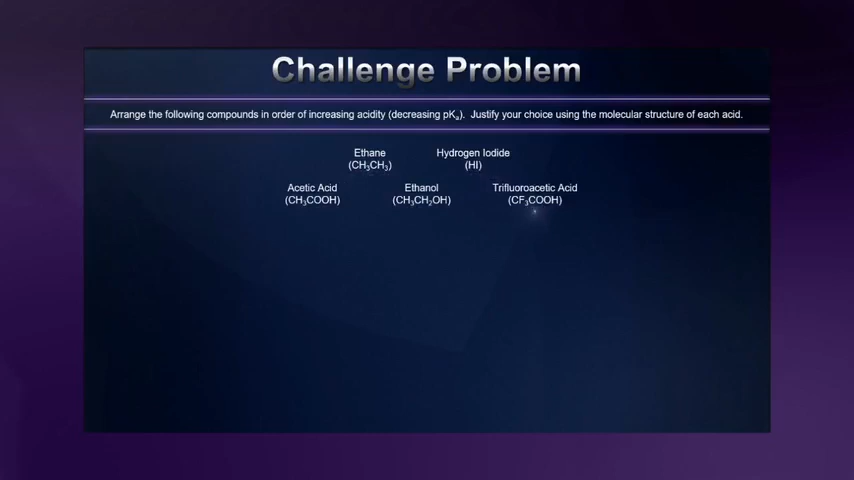 Challenge Problem
Arrange the following compounds in order of increasing acidity (decreasing pKₐ). Justify your choice using the molecular structure of each acid.
Ethane Hydrogen Iodide
(CH₃CH₃) (HI)
Acetic Acid Ethanol Trifluoroacetic Acid
(CH₃COOH) (CH₃CH₂OH) (CF₃COOH)